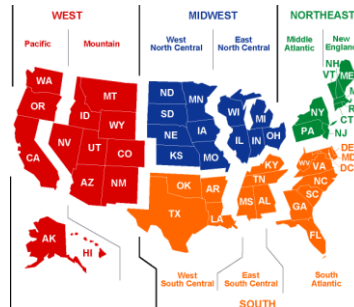 WEST
MIDWEST
NORTHEAST
Pacific
Mountain
West
North Central
East
North Central
Middle
Atlantic
New
England
WA
OR
CA
NV
ID
MT
WY
UT
CO
AZ
NM
AK
HI
ND
SD
NE
KS
MN
IA
MO
WI
MI
IL
IN
OH
NH
VT
ME
NY
PA
CT
NJ
OK
TX
AR
LA
KY
TN
MS
AL
DE
MD
DC
WV
VA
NC
SC
GA
FL
West
South Central
East
South Central
South
Atlantic
SOUTH